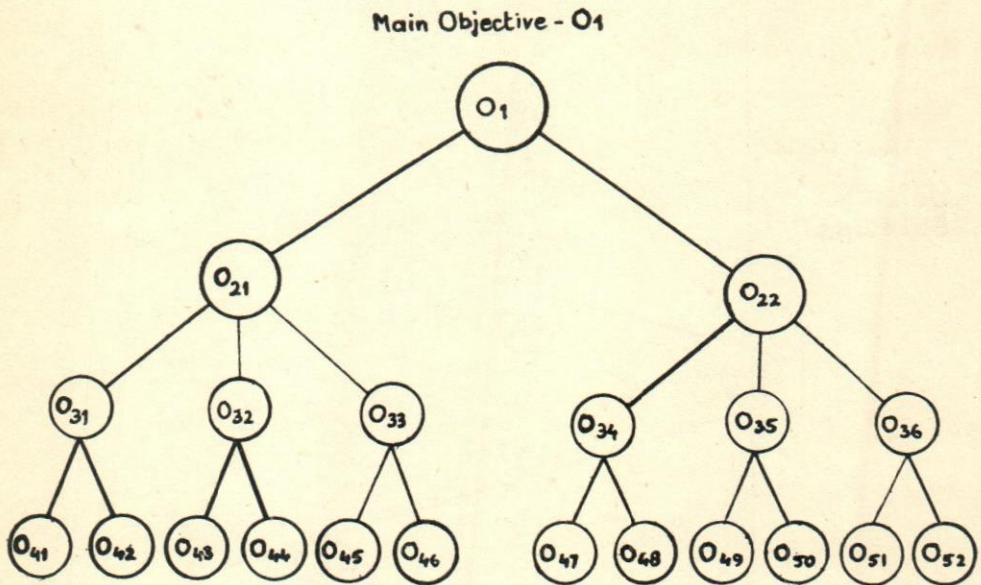 Main Objective - O1
O1
O21 O22
O31 O32 O33 O34 O35 O36
O41 O42 O43 O44 O45 O46 O47 O48 O49 O50 O51 O52